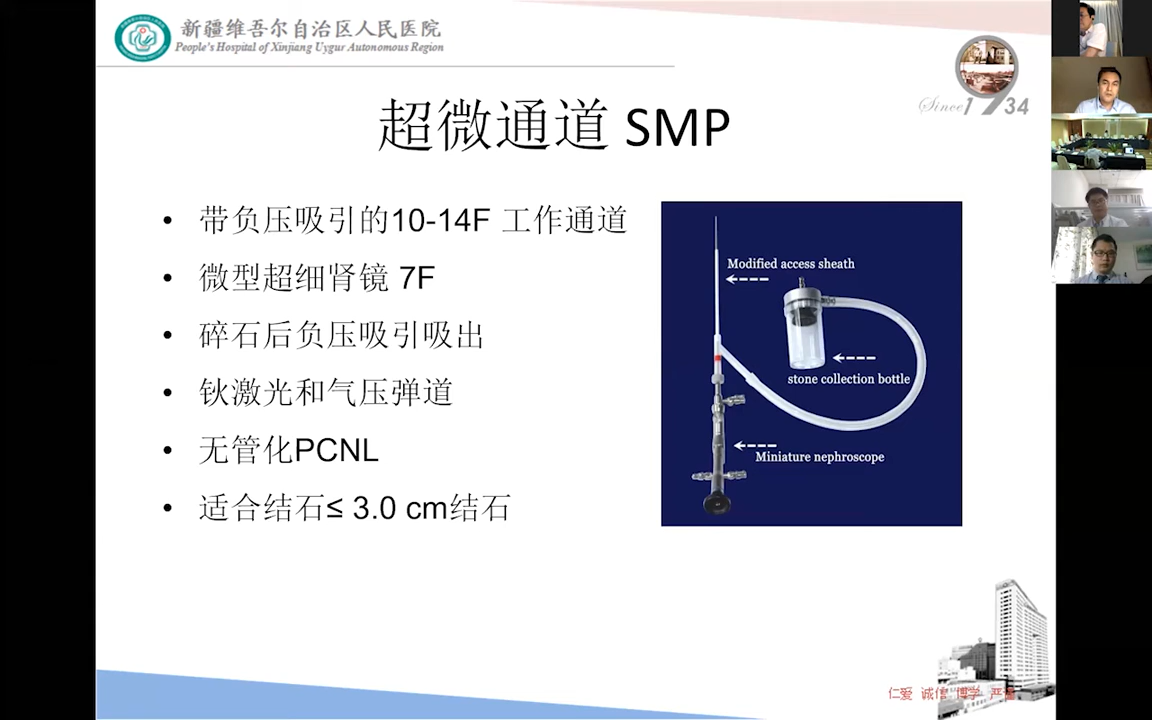 新疆维吾尔自治区人民医院
People's Hospital of Xinjiang Uygur Autonomous Region
Since 1934
超微通道 SMP
• 带负压吸引的10-14F 工作通道
• 微型超细肾镜 7F
• 碎石后负压吸引吸出
• 钬激光和气压弹道
• 无管化PCNL
• 适合结石≤ 3.0 cm结石
Modified access sheath
stone collection bottle
Miniature nephroscope
仁爱 诚信 博学 严谨